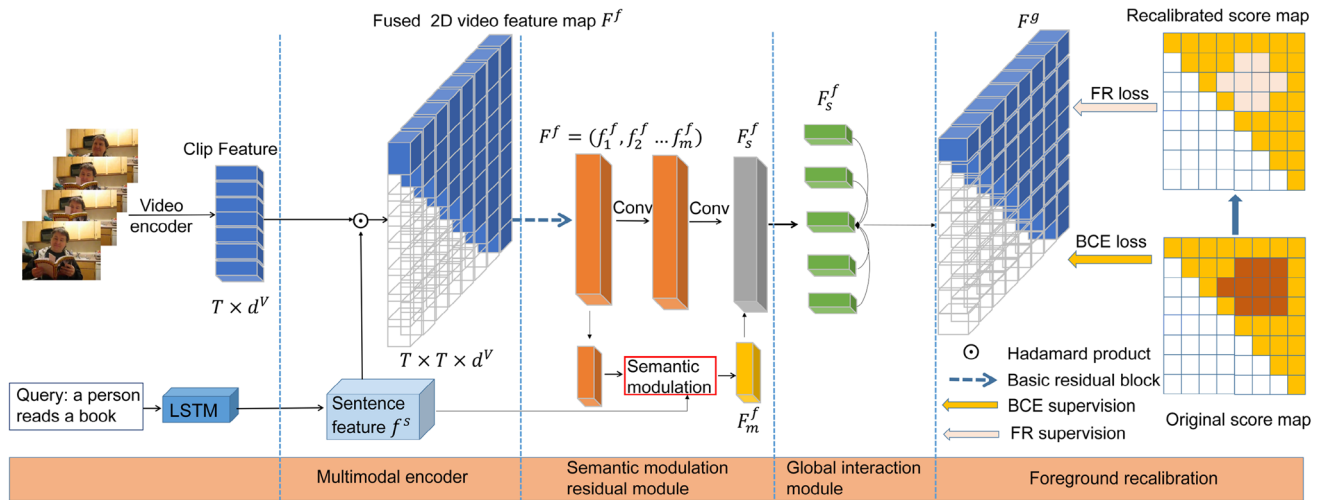 Fused 2D video feature map F^f
F^g
Recalibrated score map
FR loss
Clip Feature
F^f = (f_1^f, f_2^f ... f_m^f)
F_s^f
F_s^f
Video
encoder
Conv
Conv
BCE loss
T × d^V
T × T × d^V
⊙ Hadamard product
Basic residual block
BCE supervision
FR supervision
Original score map
Semantic
modulation
F_m^f
Query: a person
reads a book
LSTM
Sentence
feature f^s
Multimodal encoder
Semantic modulation
residual module
Global interaction
module
Foreground recalibration